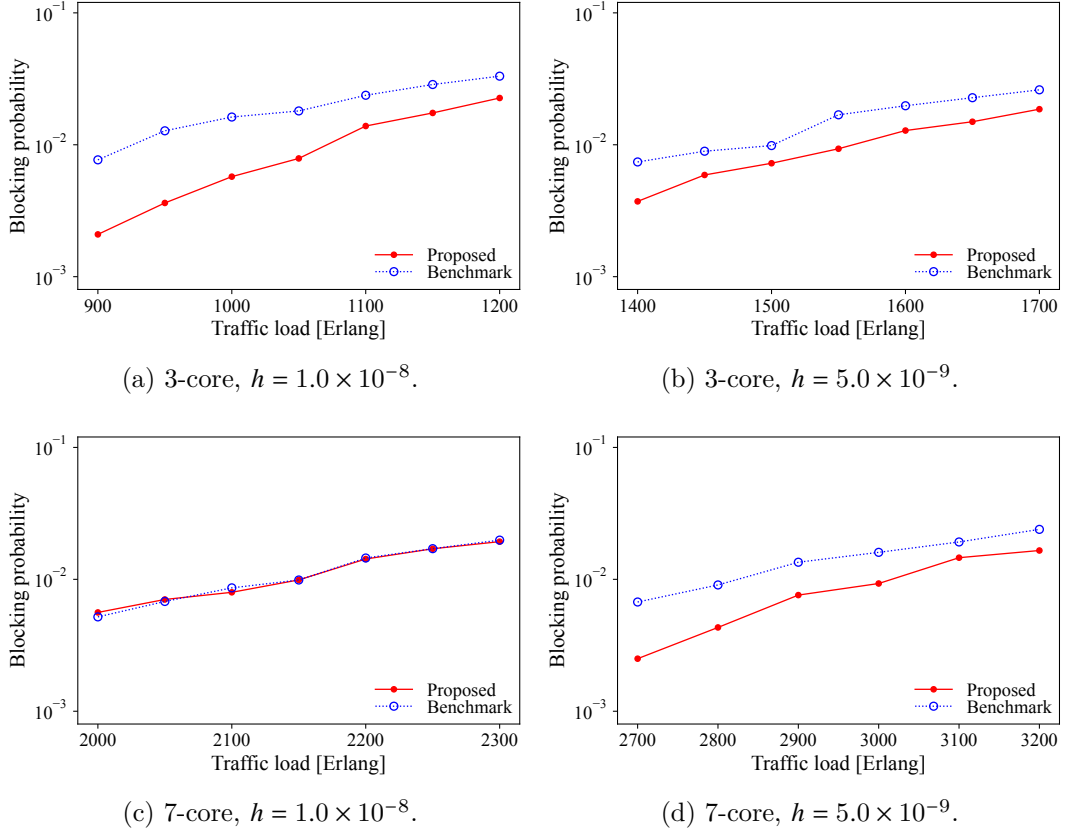 10⁻¹
10⁻²
10⁻³
Blocking probability
Proposed
Benchmark
900 1000 1100 1200
Traffic load [Erlang]
(a) 3-core, h = 1.0 × 10⁻⁸.
10⁻¹
10⁻²
10⁻³
Blocking probability
Proposed
Benchmark
1400 1500 1600 1700
Traffic load [Erlang]
(b) 3-core, h = 5.0 × 10⁻⁹.
10⁻¹
10⁻²
10⁻³
Blocking probability
Proposed
Benchmark
2000 2100 2200 2300
Traffic load [Erlang]
(c) 7-core, h = 1.0 × 10⁻⁸.
10⁻¹
10⁻²
10⁻³
Blocking probability
Proposed
Benchmark
2700 2800 2900 3000 3100 3200
Traffic load [Erlang]
(d) 7-core, h = 5.0 × 10⁻⁹.